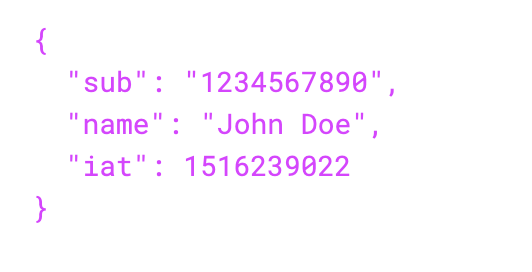 {
  "sub": "1234567890",
  "name": "John Doe",
  "iat": 1516239022
}